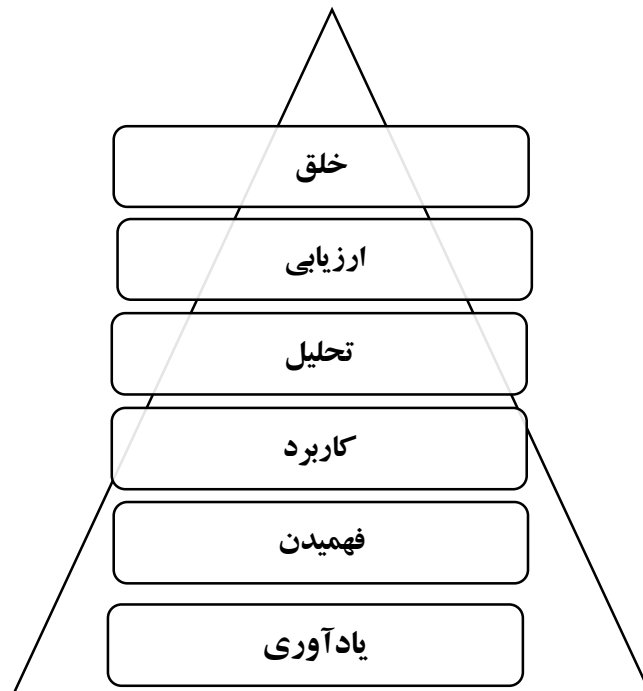 خلق
ارزیابی
تحلیل
کاربرد
فهمیدن
یادآوری